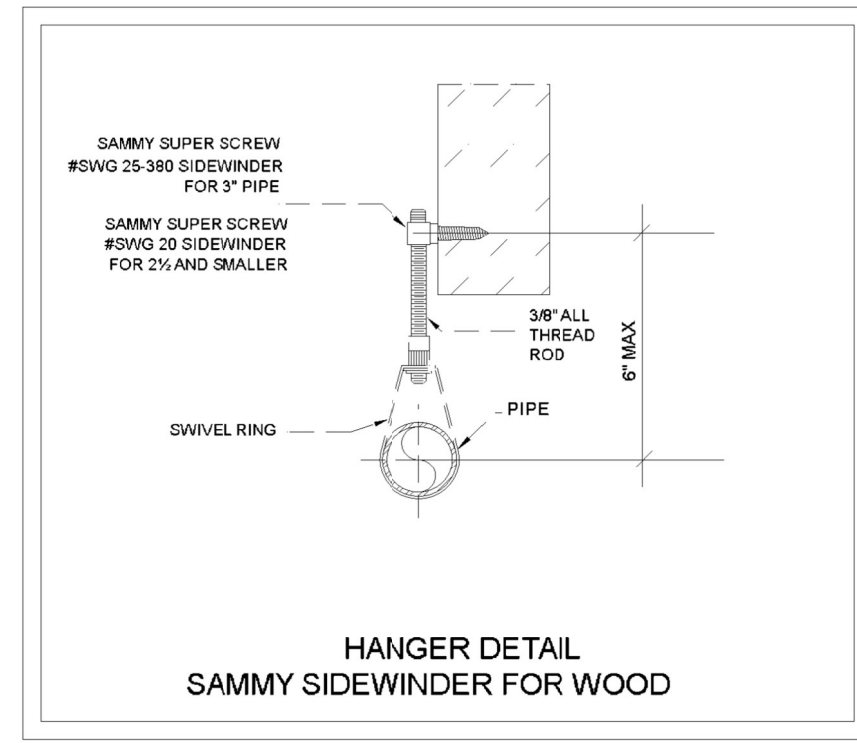 SAMMY SUPER SCREW
#SWG 25-380 SIDEWINDER
FOR 3" PIPE
SAMMY SUPER SCREW
#SWG 20 SIDEWINDER
FOR 2½ AND SMALLER
3/8" ALL
THREAD
ROD
6" MAX
PIPE
SWIVEL RING
HANGER DETAIL
SAMMY SIDEWINDER FOR WOOD